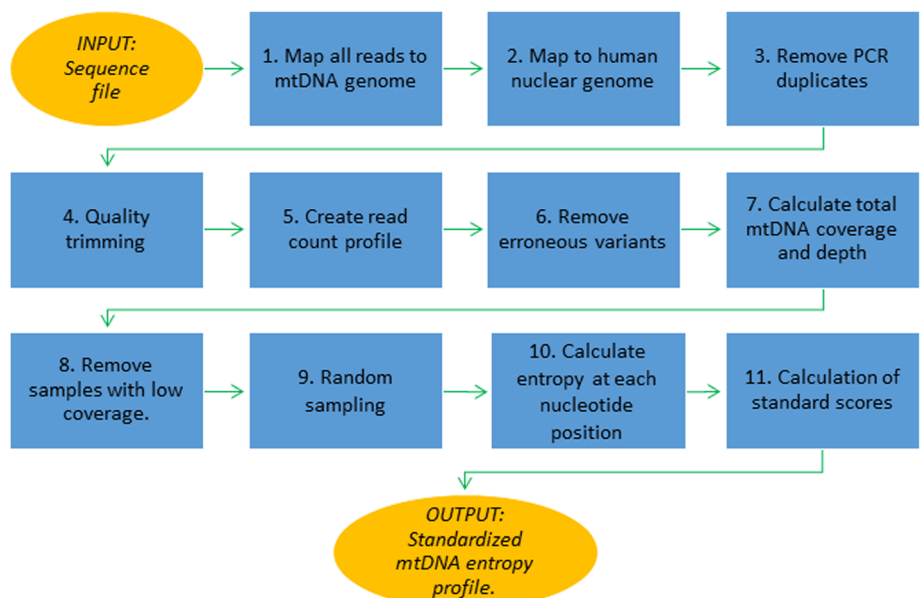 INPUT:
Sequence
file
1. Map all reads to
mtDNA genome
2. Map to human
nuclear genome
3. Remove PCR
duplicates
4. Quality
trimming
5. Create read
count profile
6. Remove
erroneous variants
7. Calculate total
mtDNA coverage
and depth
8. Remove
samples with low
coverage.
9. Random
sampling
10. Calculate
entropy at each
nucleotide
position
11. Calculation of
standard scores
OUTPUT:
Standardized
mtDNA entropy
profile.